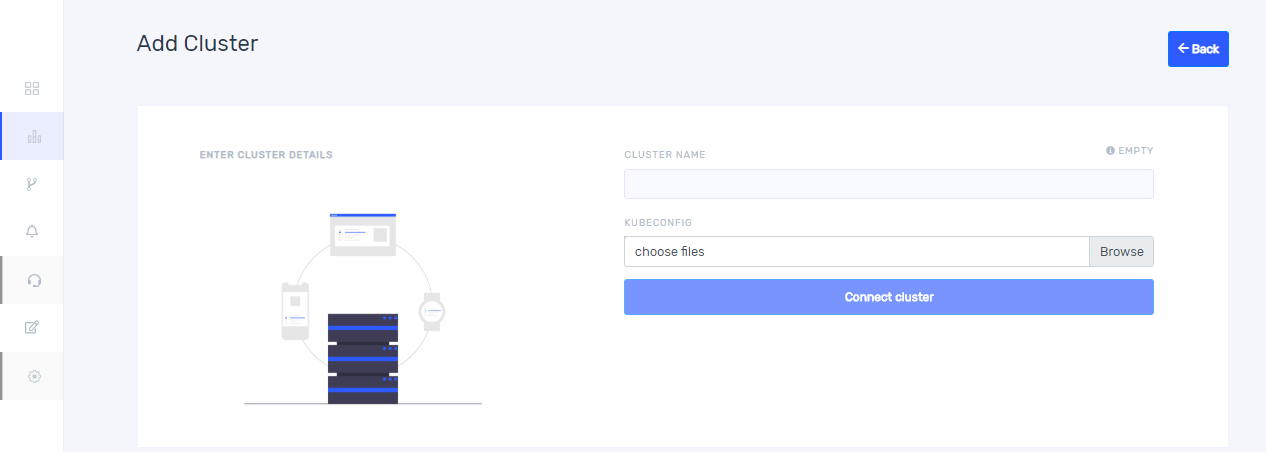 Add Cluster
Back
ENTER CLUSTER DETAILS
CLUSTER NAME
EMPTY
KUBECONFIG
choose files
Browse
Connect cluster